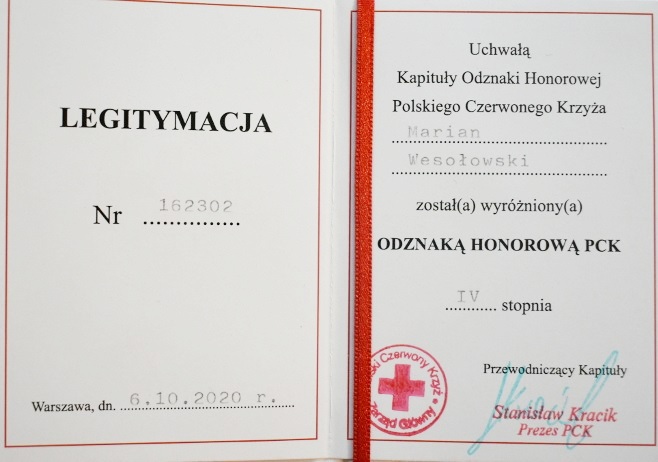 LEGITYMACJA
Nr 162302
Warszawa, dn. 6.10.2020 r.
Uchwałą
Kapituły Odznaki Honorowej
Polskiego Czerwonego Krzyża
Marian
Wesołowski
został(a) wyróżniony(a)
ODZNAKĄ HONOROWĄ PCK
IV stopnia
Przewodniczący Kapituły
Czerwony Krzyż
Zarząd Główny
Stanisław Kracik
Prezes PCK